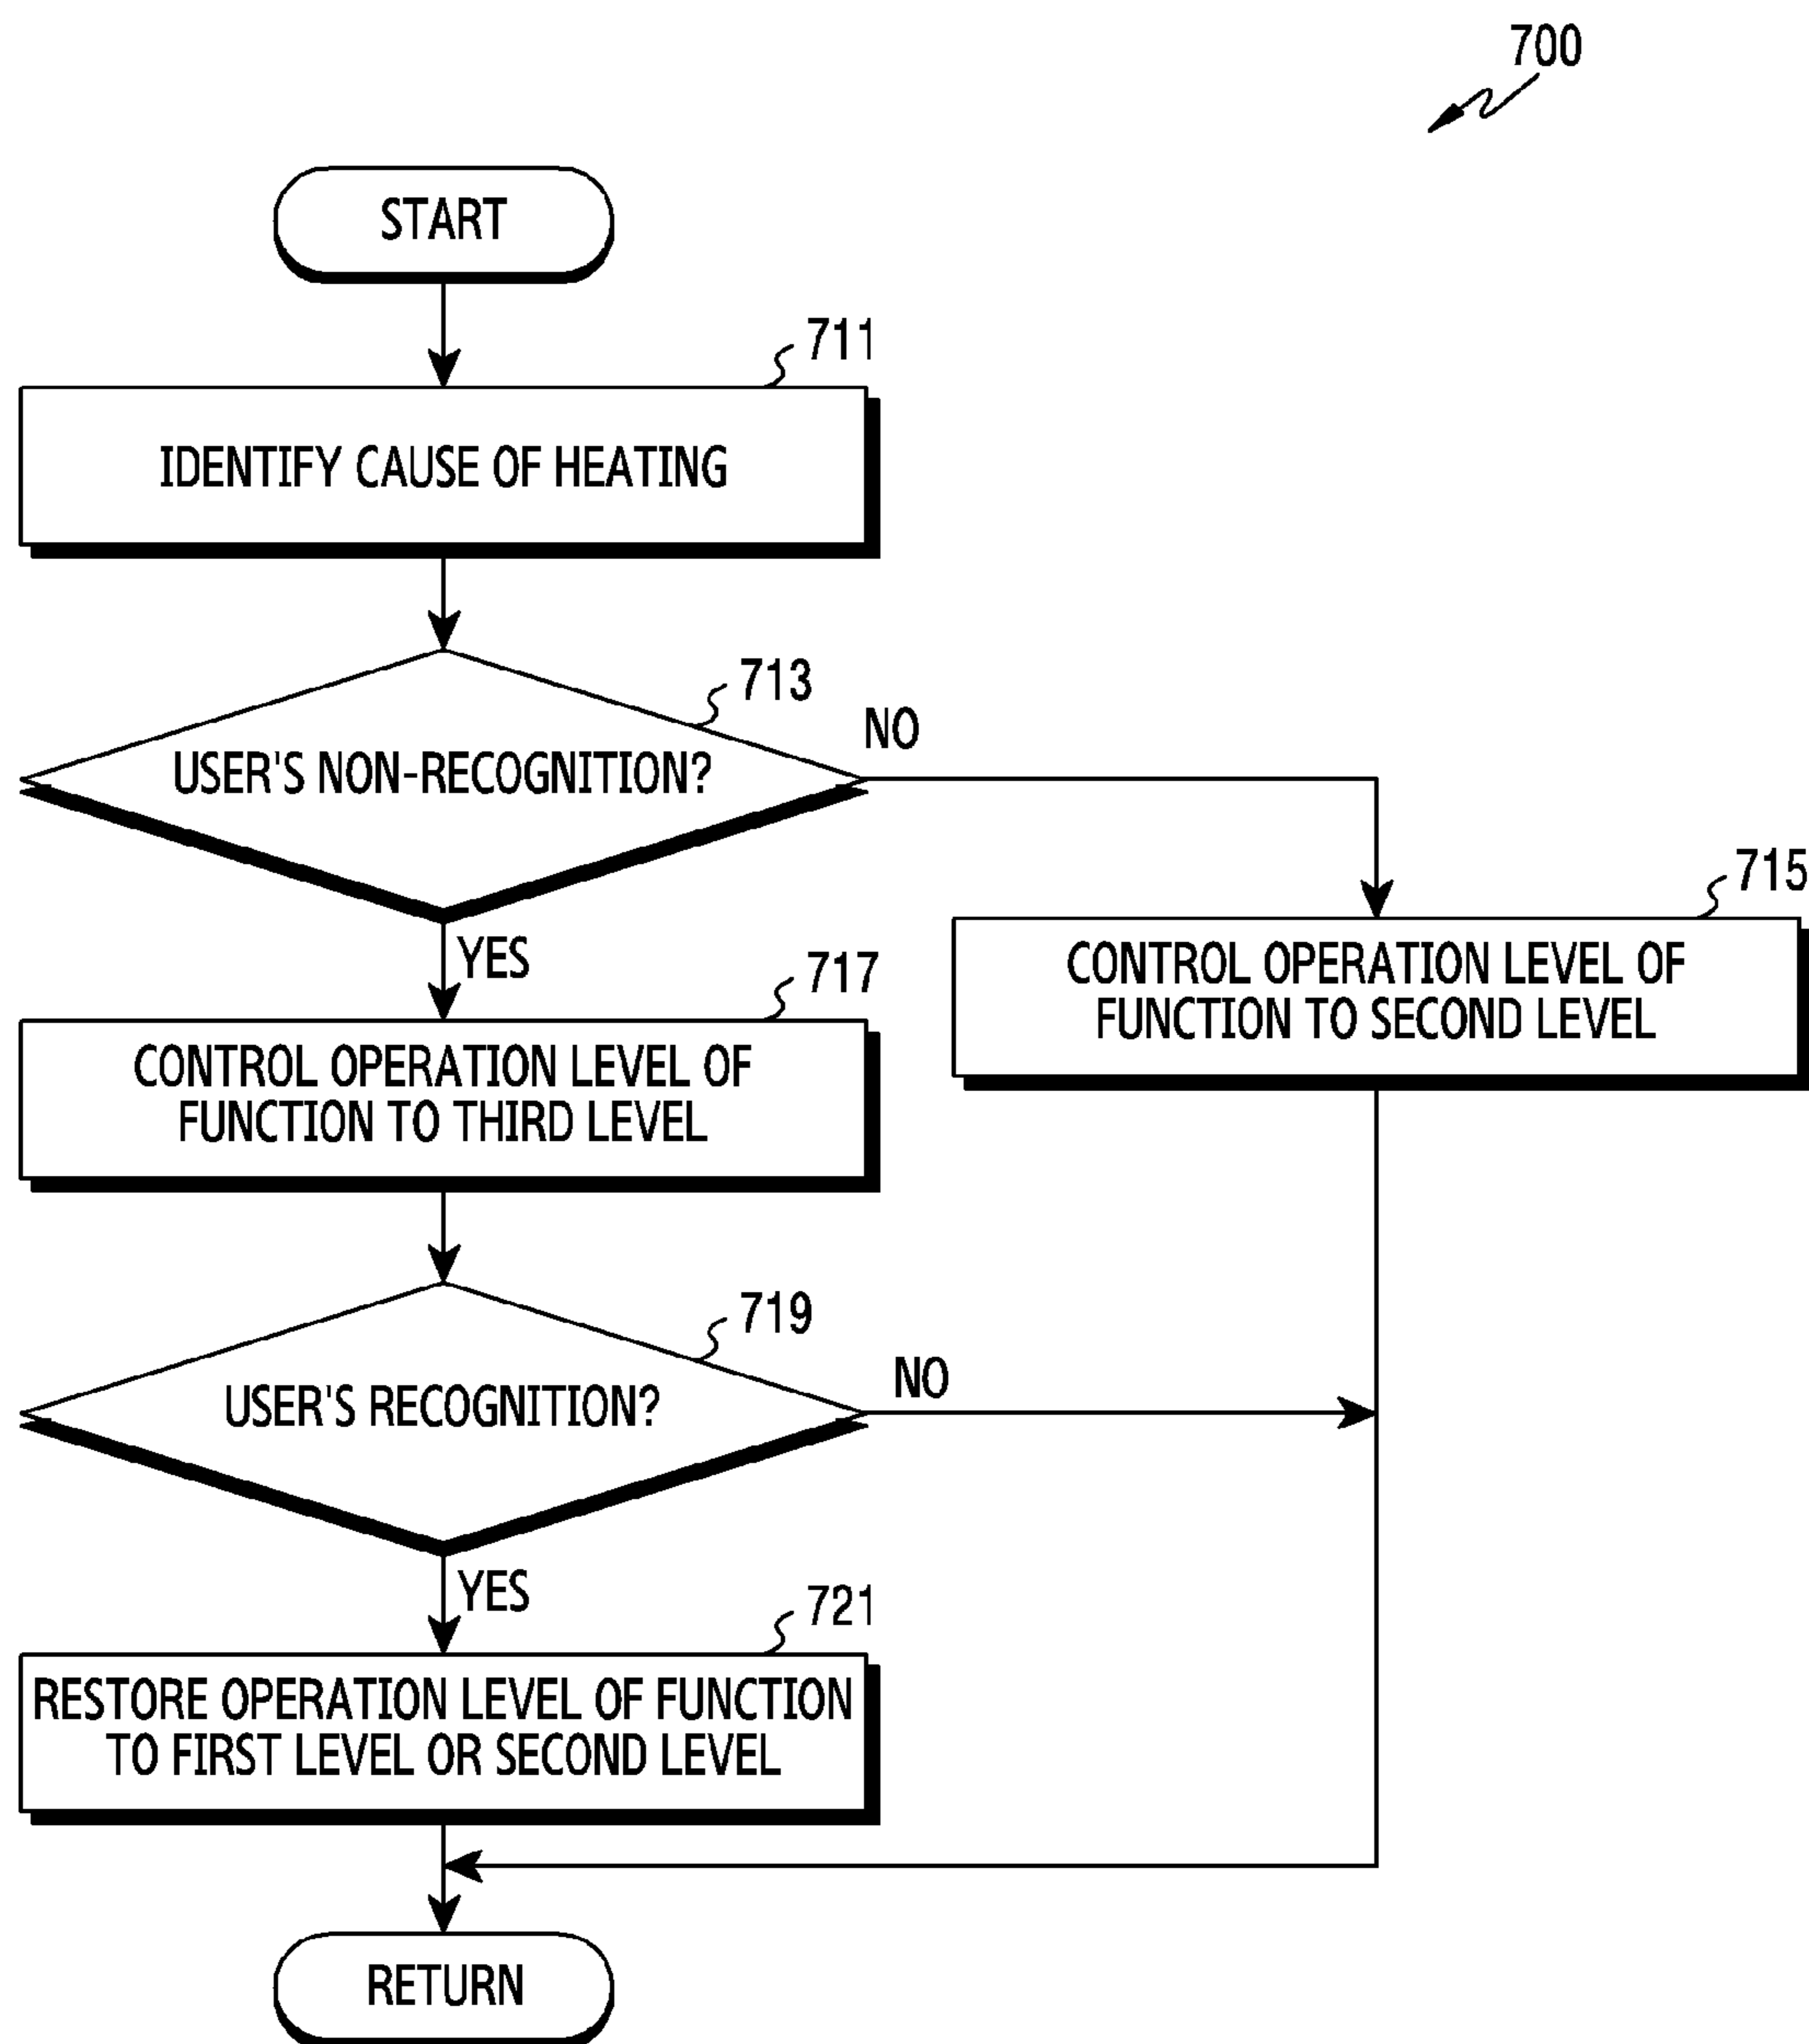 700
START
711
IDENTIFY CAUSE OF HEATING
713
USER'S NON-RECOGNITION?
NO
YES
715
CONTROL OPERATION LEVEL OF
FUNCTION TO SECOND LEVEL
717
CONTROL OPERATION LEVEL OF
FUNCTION TO THIRD LEVEL
719
USER'S RECOGNITION?
NO
YES
721
RESTORE OPERATION LEVEL OF FUNCTION
TO FIRST LEVEL OR SECOND LEVEL
RETURN